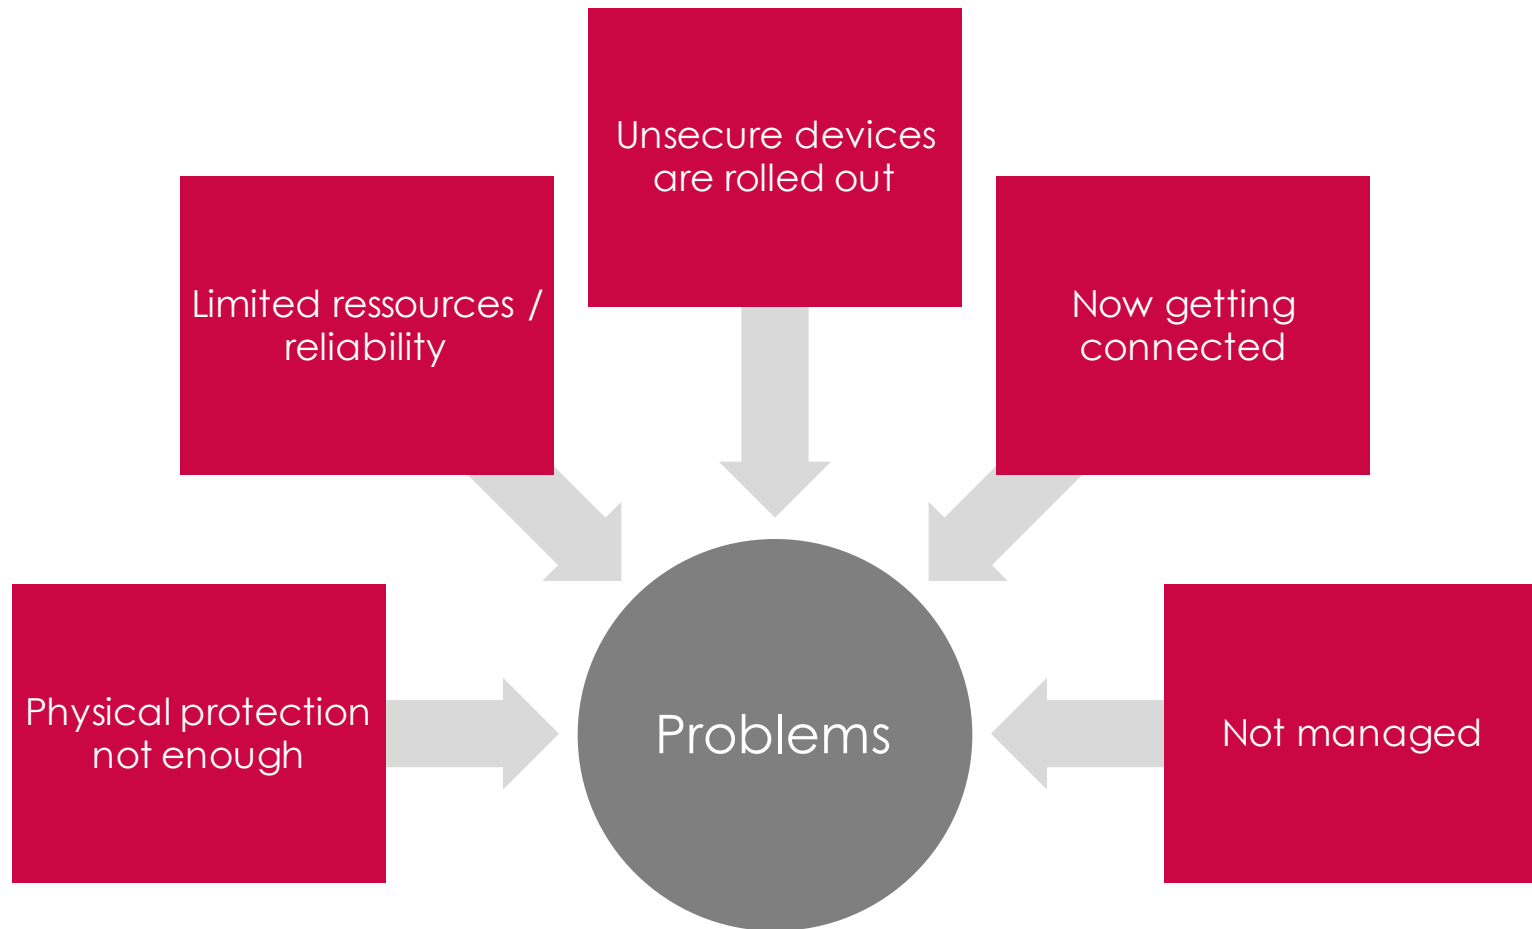 Unsecure devices
are rolled out
Limited ressources /
reliability
Now getting
connected
Physical protection
not enough
Problems
Not managed